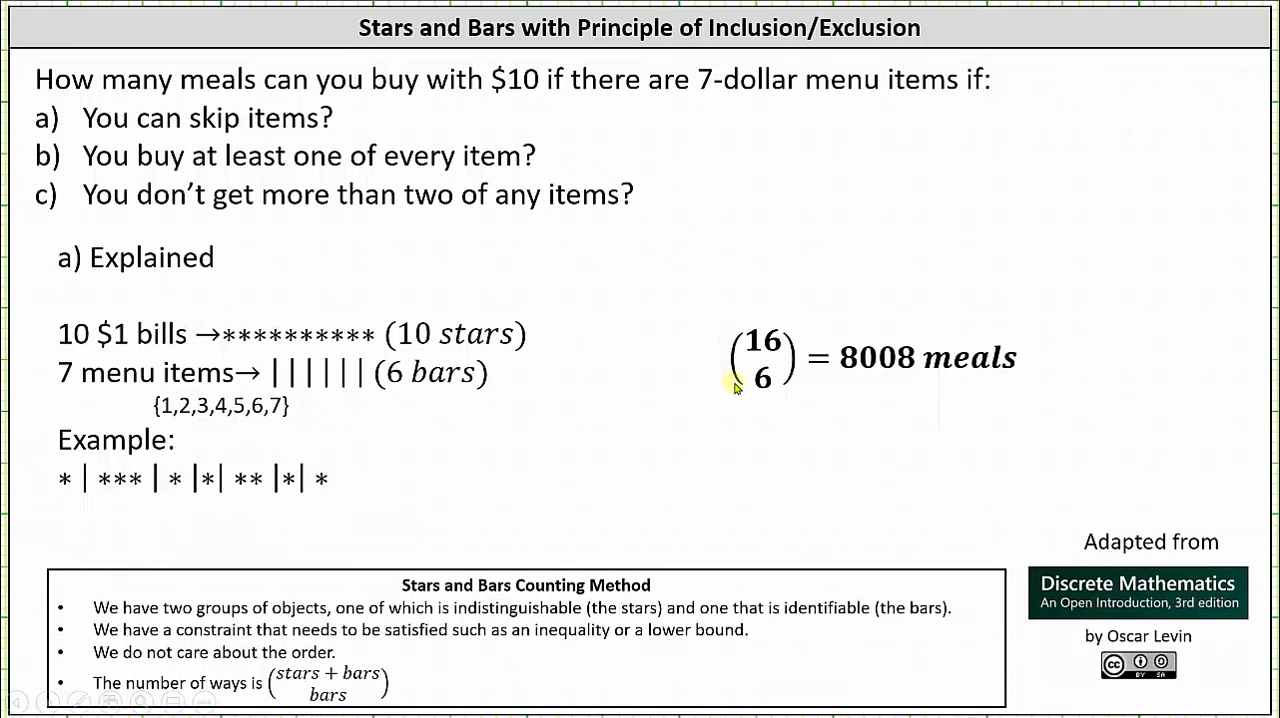 Stars and Bars with Principle of Inclusion/Exclusion
How many meals can you buy with $10 if there are 7-dollar menu items if:
a) You can skip items?
b) You buy at least one of every item?
c) You don't get more than two of any items?
a) Explained
10 $1 bills →********** (10 stars)
7 menu items→ | | | | | | (6 bars)
{1,2,3,4,5,6,7}
(16 6) = 8008 meals
Example:
* | *** | * |*| ** |*| *
Adapted from
Discrete Mathematics
An Open Introduction, 3rd edition
by Oscar Levin
cc BY SA
Stars and Bars Counting Method
• We have two groups of objects, one of which is indistinguishable (the stars) and one that is identifiable (the bars).
• We have a constraint that needs to be satisfied such as an inequality or a lower bound.
• We do not care about the order.
• The number of ways is (stars + bars bars)